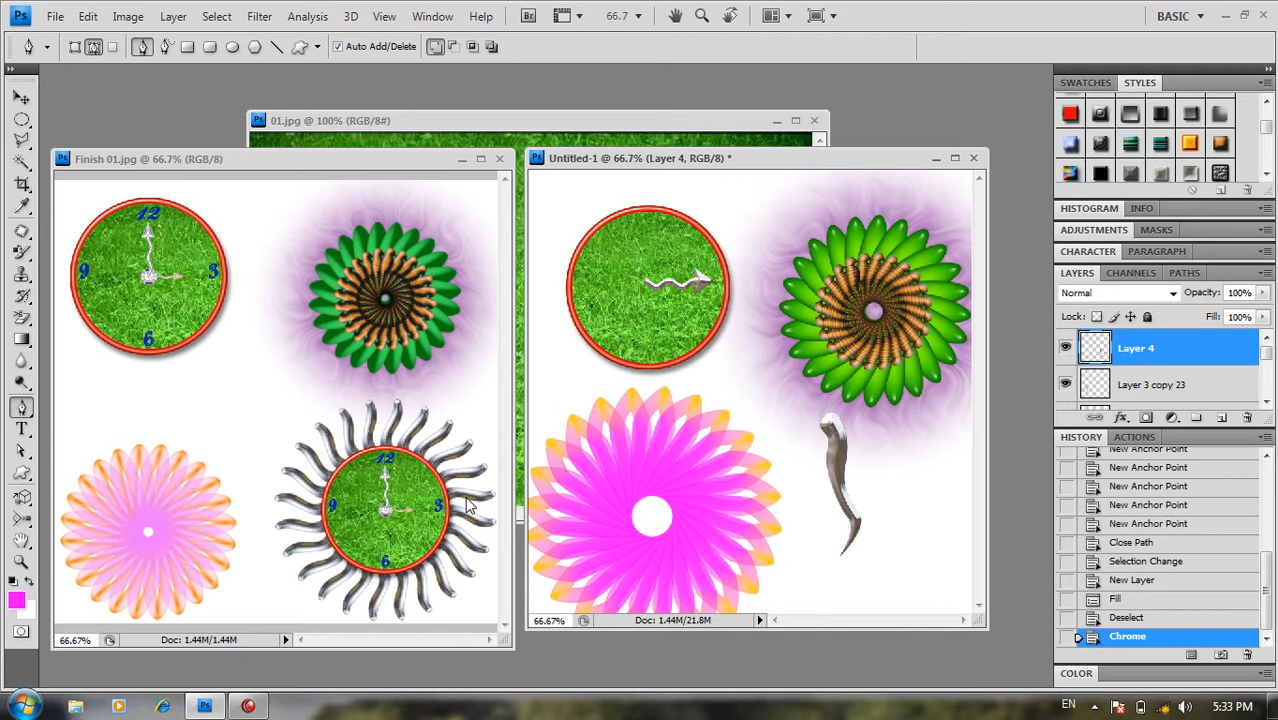 Ps File Edit Image Layer Select Filter Analysis 3D View Window Help Br 66.7 BASIC
Auto Add/Delete
SWATCHES STYLES
Ps 01.jpg @ 100% (RGB/8#)
Ps Finish 01.jpg @ 66.7% (RGB/8)
Ps Untitled-1 @ 66.7% (Layer 4, RGB/8) *
12
9 3
6
12
9 3
6
HISTOGRAM INFO
ADJUSTMENTS MASKS
CHARACTER PARAGRAPH
LAYERS CHANNELS PATHS
Normal Opacity: 100%
Lock: Fill: 100%
Layer 4
Layer 3 copy 23
fx
HISTORY ACTIONS
New Anchor Point
New Anchor Point
New Anchor Point
New Anchor Point
New Anchor Point
Close Path
Selection Change
New Layer
Fill
Deselect
Chrome
COLOR
T
66.67% Doc: 1.44M/1.44M
66.67% Doc: 1.44M/21.8M
Ps EN 5:33 PM